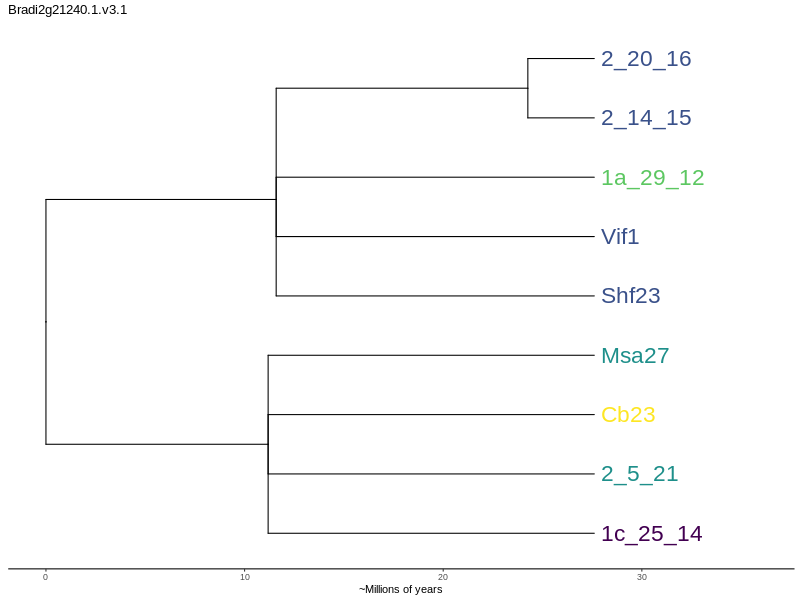 Bradi2g21240.1.v3.1
2_20_16
2_14_15
1a_29_12
Vif1
Shf23
Msa27
Cb23
2_5_21
1c_25_14
0 10 20 30
~Millions of years